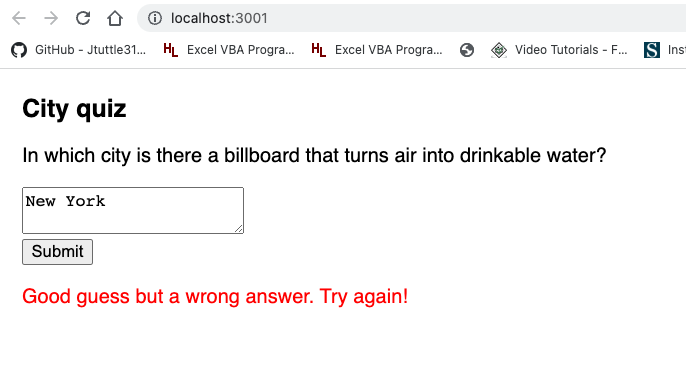 localhost:3001
GitHub - Jtuttle31... Excel VBA Progra... Excel VBA Progra... Video Tutorials - F... S Inst
City quiz
In which city is there a billboard that turns air into drinkable water?
New York
Submit
Good guess but a wrong answer. Try again!